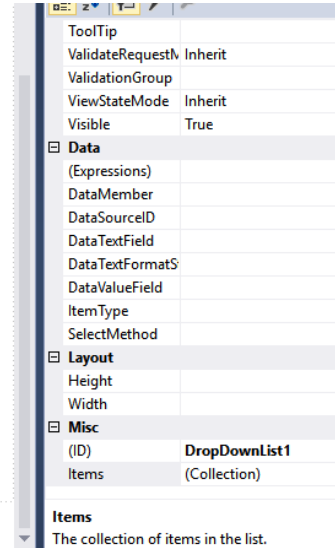 ToolTip
ValidateRequestM Inherit
ValidationGroup
ViewStateMode Inherit
Visible True
Data
(Expressions)
DataMember
DataSourceID
DataTextField
DataTextFormatS
DataValueField
ItemType
SelectMethod
Layout
Height
Width
Misc
(ID) DropDownList1
Items (Collection)
Items
The collection of items in the list.